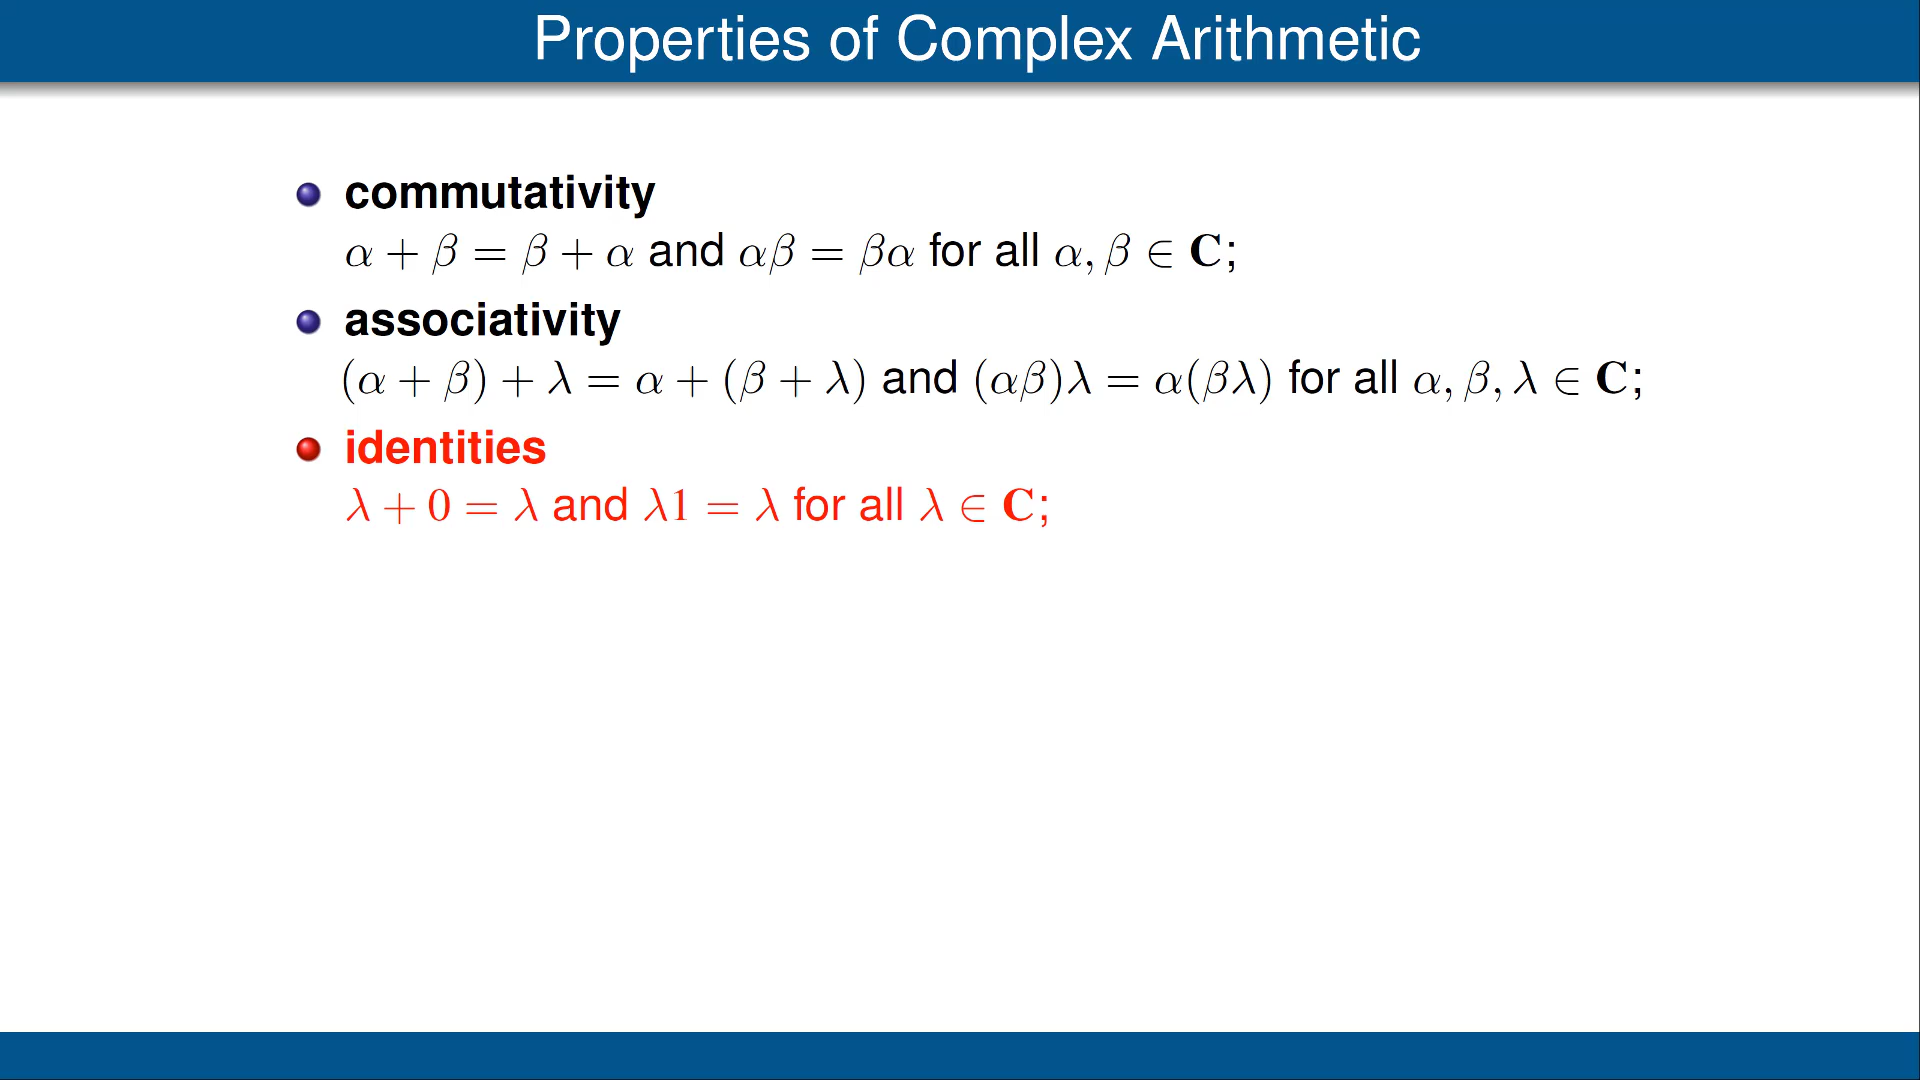 Properties of Complex Arithmetic
commutativity
α + β = β + α and αβ = βα for all α, β ∈ C;
associativity
(α + β) + λ = α + (β + λ) and (αβ)λ = α(βλ) for all α, β, λ ∈ C;
identities
λ + 0 = λ and λ1 = λ for all λ ∈ C;